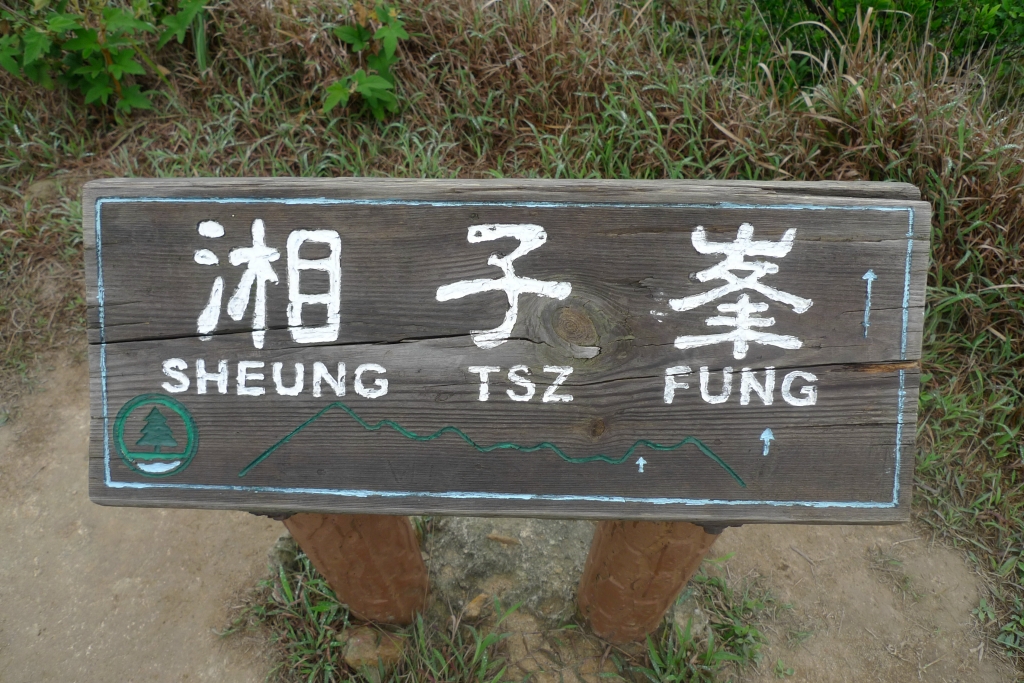 湘子峯
SHEUNG TSZ FUNG